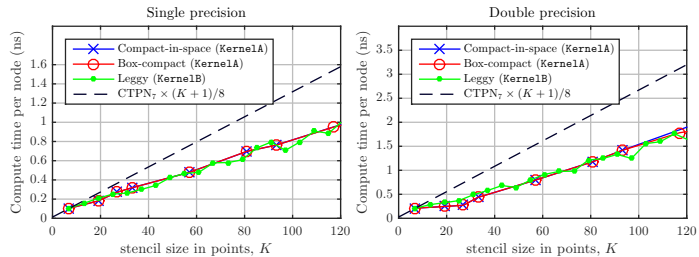 Single precision
Compute time per node (ns)
1.6
1.4
1.2
1
0.8
0.6
0.4
0.2
0
Compact-in-space (KernelA)
Box-compact (KernelA)
Leggy (KernelB)
CTPN₇ × (K + 1)/8
0 20 40 60 80 100 120
stencil size in points, K
Double precision
Compute time per node (ns)
3.5
3
2.5
2
1.5
1
0.5
0
Compact-in-space (KernelA)
Box-compact (KernelA)
Leggy (KernelB)
CTPN₇ × (K + 1)/8
0 20 40 60 80 100 120
stencil size in points, K